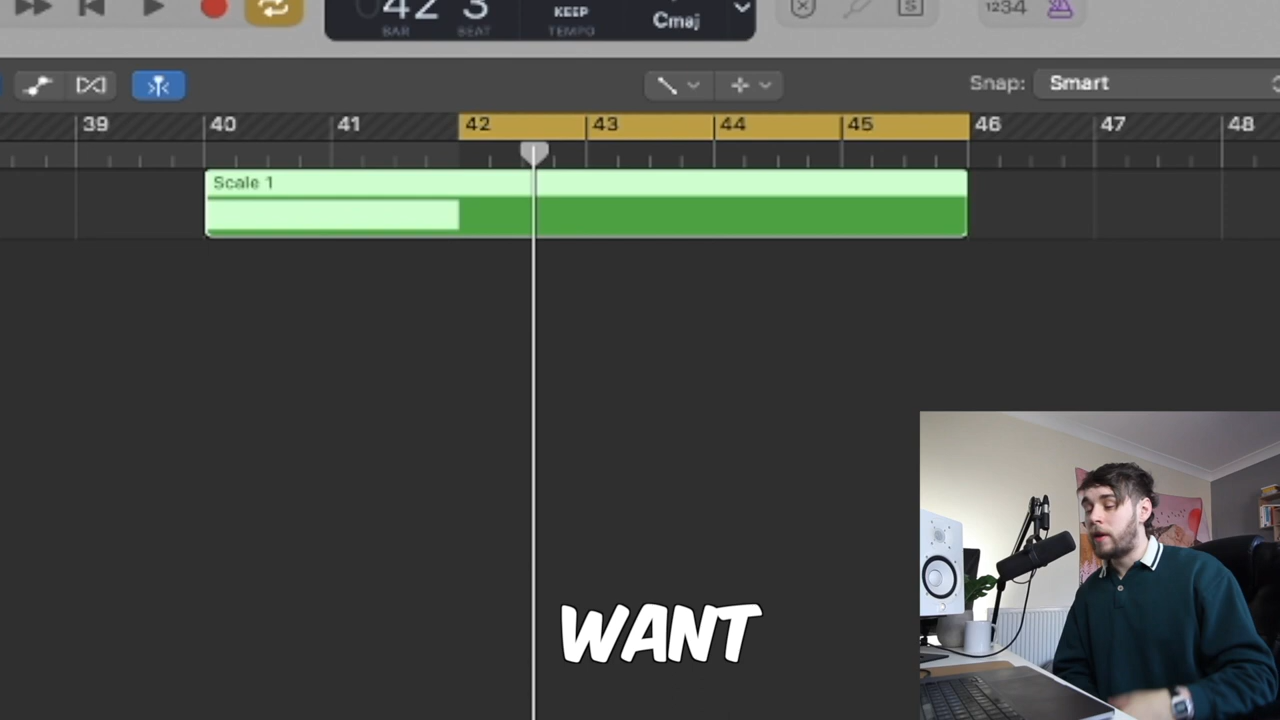 42 3
BAR BEAT
KEEP
TEMPO
Cmaj
S
1234
Snap: Smart
39 40 41 42 43 44 45 46 47 48
Scale 1
WANT